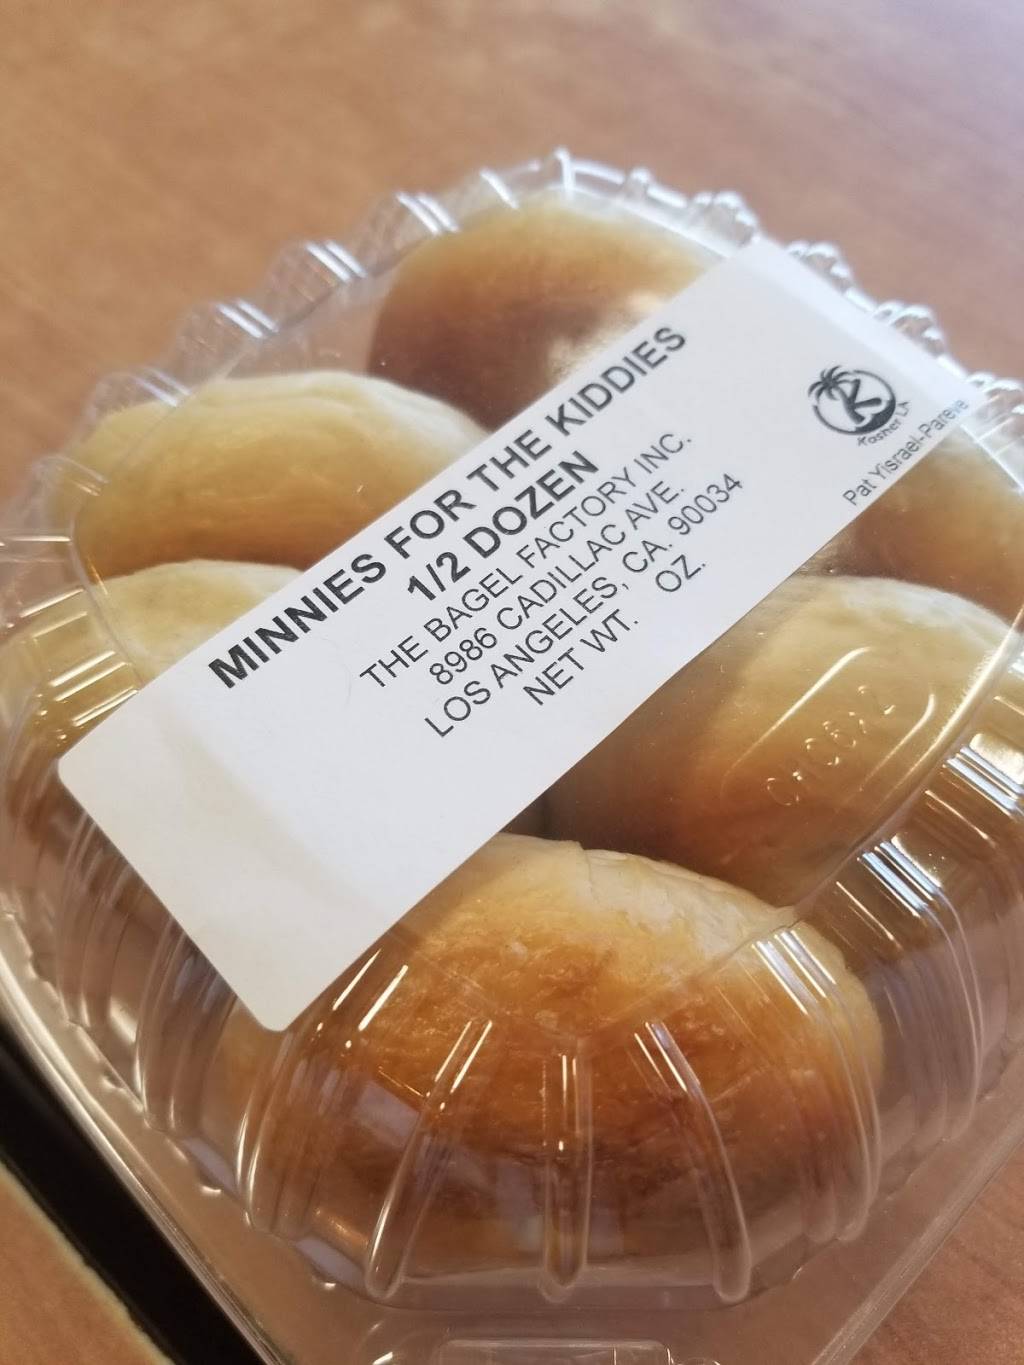 MINNIES FOR THE KIDDIES
1/2 DOZEN
THE BAGEL FACTORY INC.
8986 CADILLAC AVE.
LOS ANGELES, CA. 90034
NET WT. OZ.
K
Kosher LA
Pat Yisrael-Pareve